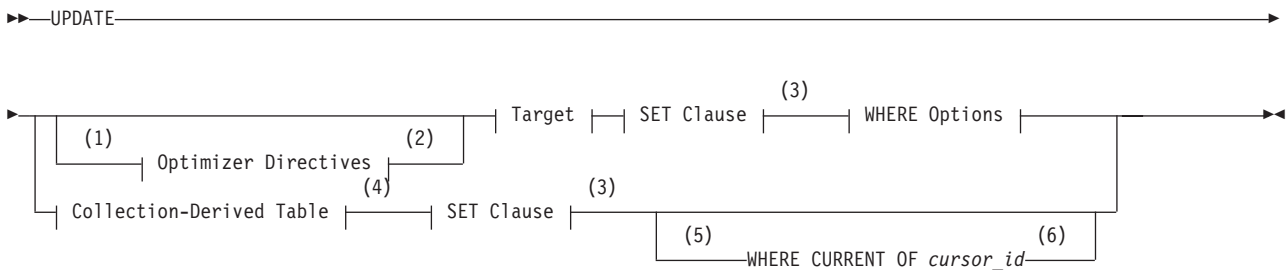 UPDATE
(3)
Target SET Clause WHERE Options
(1) (2)
Optimizer Directives
(4) (3)
Collection-Derived Table SET Clause
(5) (6)
WHERE CURRENT OF cursor_id